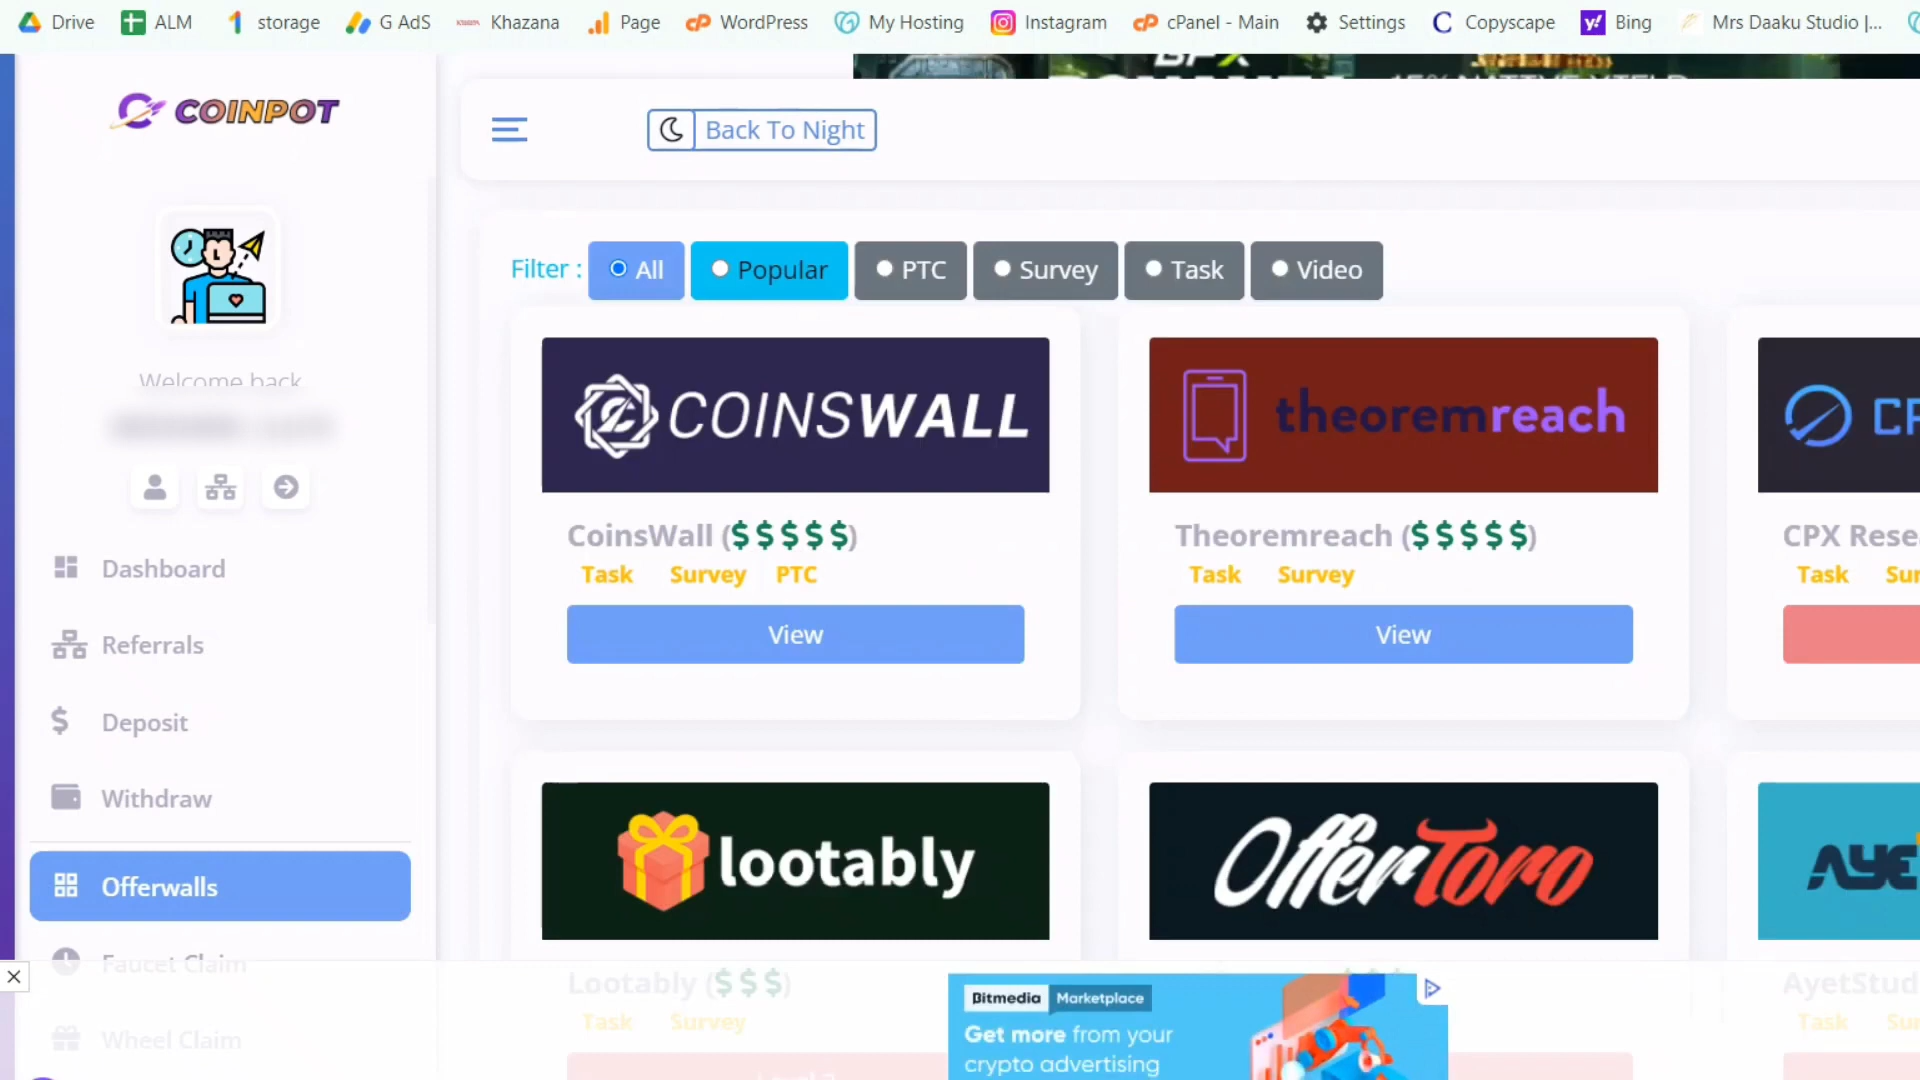 Drive ALM storage G AdS Khazana Page WordPress My Hosting Instagram cPanel - Main Settings Copyscape Bing Mrs Daaku Studio |...
COINPOT
Back To Night
Welcome back
Filter : All Popular PTC Survey Task Video
COINSWALL
theoremreach
CoinsWall ($$$$$)
Theoremreach ($$$$$)
Task Survey PTC
Task Survey
Task
View
View
Dashboard
Referrals
Deposit
Withdraw
Offerwalls
Faucet Claim
Wheel Claim
lootably
OfferToro
Lootably ($$$)
Task Survey
Task
Bitmedia Marketplace
Get more from your
crypto advertising